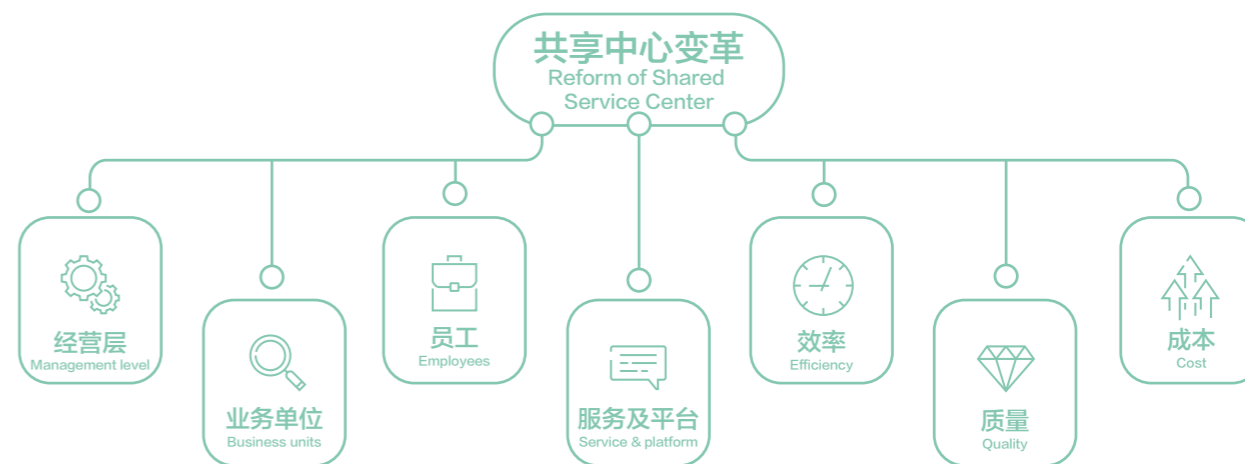 共享中心变革
Reform of Shared
Service Center
经营层
Management level
业务单位
Business units
员工
Employees
服务及平台
Service & platform
效率
Efficiency
质量
Quality
成本
Cost